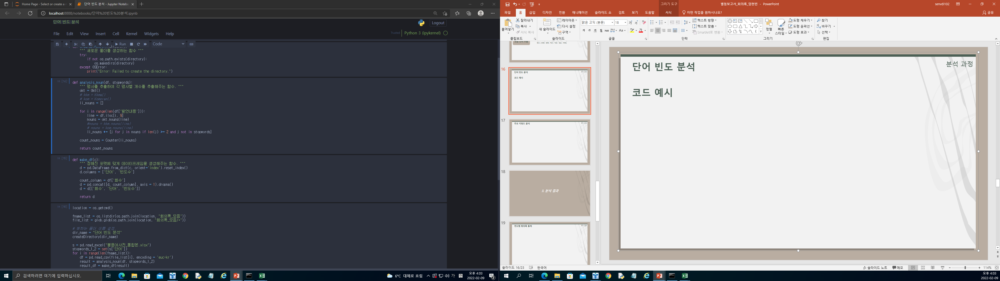 Home Page - Select or create a n
단어 빈도 분석 - Jupyter Notebo
localhost:8888/notebooks/단어%20빈도%20분석.ipynb
단어 빈도 분석
Logout
File Edit View Insert Cell Kernel Widgets Help
Trusted
Python 3 (ipykernel)
Run
Code
""" 새로운 폴더를 생성하는 함수 """
try:
if not os.path.exists(directory):
os.makedirs(directory)
except OSError:
print("Error: Failed to create the directory.")
In [14]
def analysis_noun(df, stopwords):
""" 명사를 추출하여 각 명사별 개수를 추출해주는 함수. """
okt = Okt()
# kkm = Kkma()
# kom = Komoran()
li_nouns = []
for i in range(len(df['발언내용'])):
line = df.iloc[i, 9]
nouns = okt.nouns(line)
#nouns = kkm.nouns(line)
# nouns = kom.nouns(line)
li_nouns += [j for j in nouns if len(j) >= 2 and j not in stopwords]
count_nouns = Counter(li_nouns)
return count_nouns
In [15]
def make_df(c):
""" 정해진 포맷에 맞게 데이터프레임을 생성해주는 함수. """
d = pd.DataFrame.from_dict(c, orient='index').reset_index()
d.columns = ['단어', '빈도수']
count_column = df['회수']
d = pd.concat([d, count_column], axis = 1).dropna()
d = d[['회수', '단어', '빈도수']]
return d
In [16]
location = os.getcwd()
fname_list = os.listdir(os.path.join(location, "회의록_모음"))
file_list = glob.glob(os.path.join(location, "회의록_모음/*"))
# 원하는 폴더 이름 설정
dir_name = "단어 빈도 분석"
createDirectory(dir_name)
s = pd.read_excel("불용어사전_통합본.xlsx")
stopwords_1_2 = set(s['단어'])
for i in range(len(fname_list)):
df = pd.read_csv(file_list[i], encoding = 'euc-kr')
result = analysis_noun(df, stopwords_1_2)
result_df = make_df(result)
검색하려면 여기에 입력하십시오.
6°C 대체로 흐림
가
오후 4:03
2022-02-09
2
그리기 도구
별첨보고서_회의록_엄현빈 - PowerPoint
senvdi102
파일 홈 삽입 디자인 전환 애니메이션 슬라이드 쇼 검토 보기 도움말 서식 어떤 작업을 원하시나요? 공유
붙여넣기
잘라내기
복사
서식 복사
클립보드
새 슬라이드
레이아웃
다시 설정
구역
슬라이드
맑은 고딕 (본문) 18
글꼴
텍스트 방향
텍스트 맞춤
SmartArt로 변환
단락
정렬
빠른 스타일
도형 채우기
도형 윤곽선
도형 효과
그리기
찾기
바꾸기
선택
편집
16
단어 빈도 분석
코드 예시
17
주요 키워드 분석
18
3. 분석 결과
19
연도별 회의록 통계
단어 빈도 분석
분석 과정
코드 예시
슬라이드 16/23
한국어
슬라이드 노트
메모
114%
오후 4:03
2022-02-09